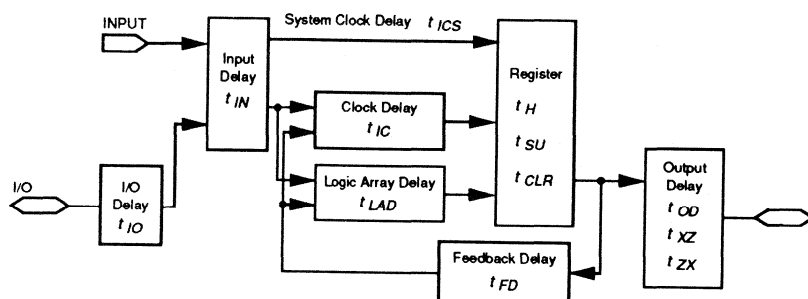 INPUT
System Clock Delay t ICS
Input
Delay
t IN
Register
t H
t SU
t CLR
Clock Delay
t IC
Logic Array Delay
t LAD
I/O
I/O
Delay
t IO
Output
Delay
t OD
t XZ
t ZX
Feedback Delay
t FD